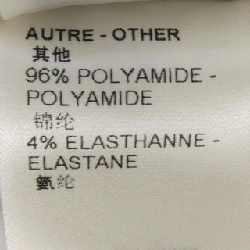 AUTRE - OTHER
其他
96% POLYAMIDE -
POLYAMIDE
锦纶
4% ELASTHANNE -
ELASTANE
氨纶